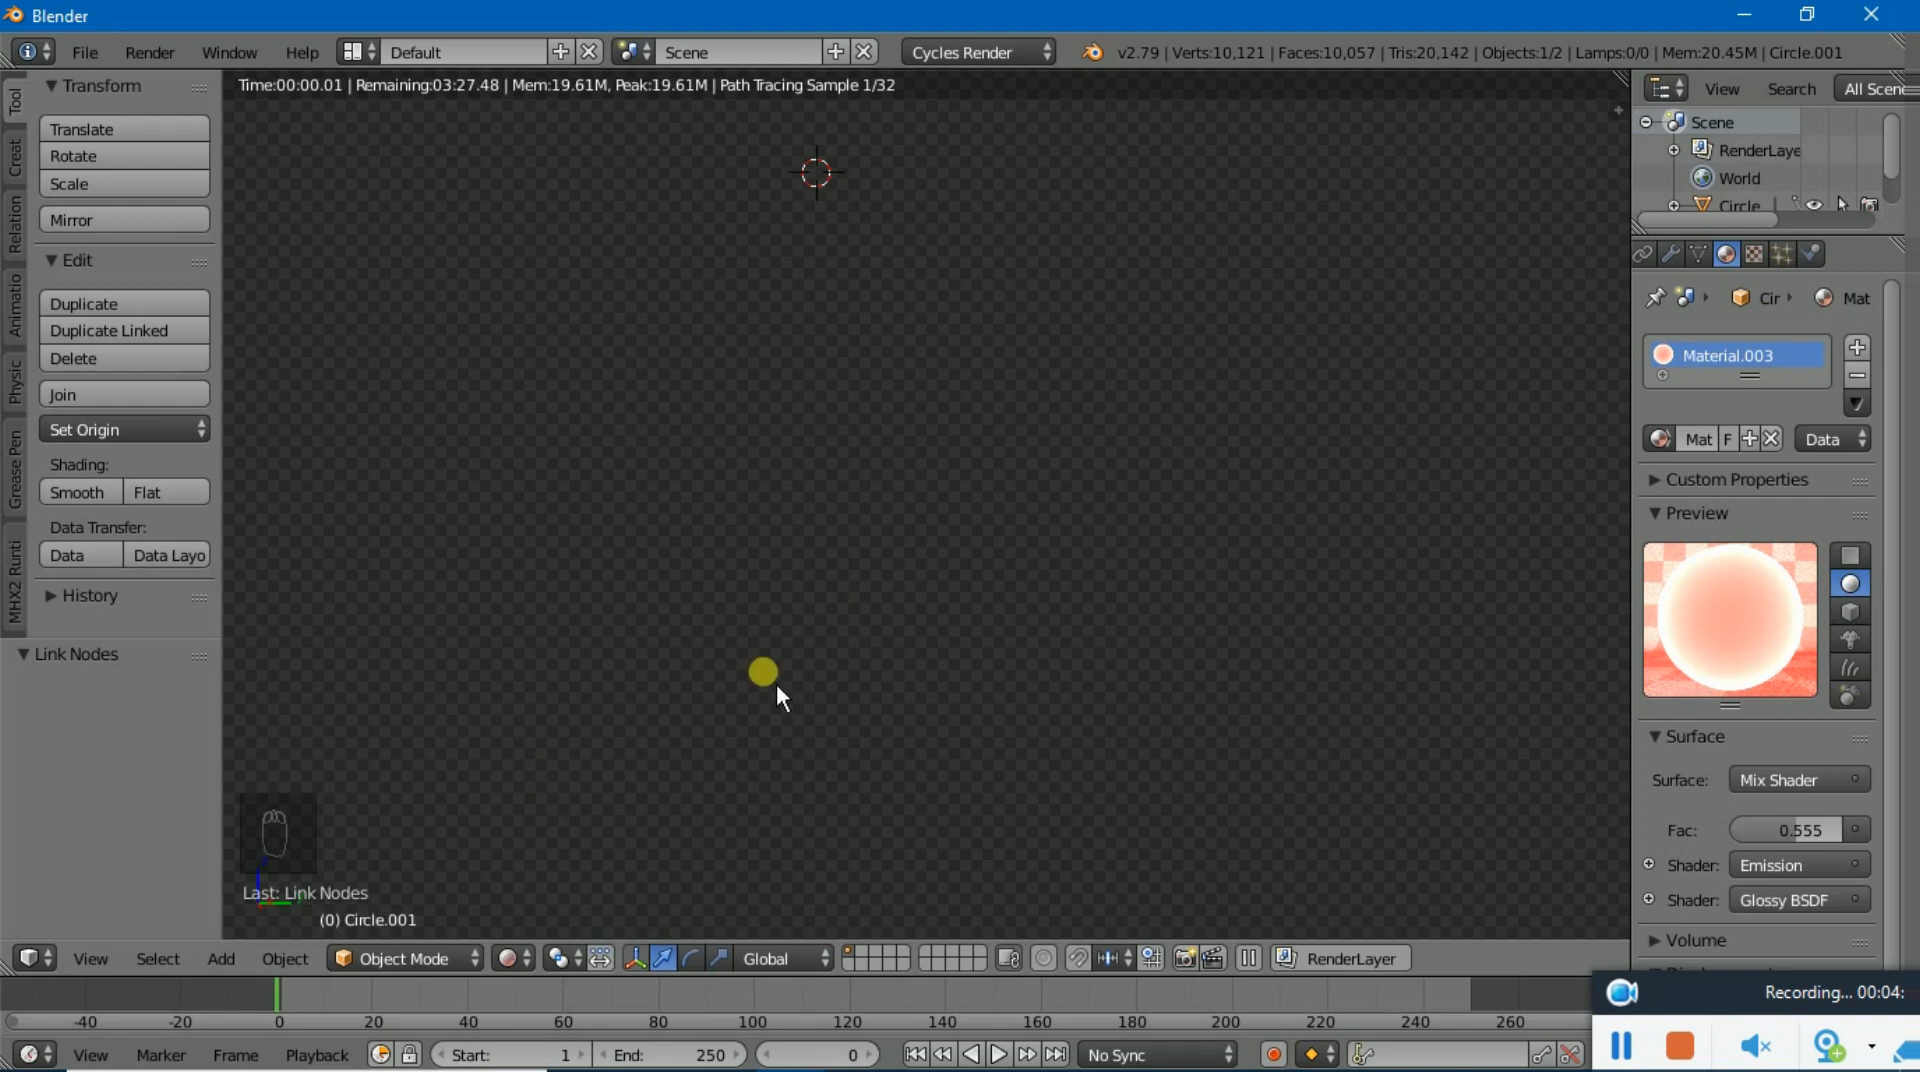 Blender
File Render Window Help Default Scene Cycles Render v2.79 | Verts:10,121 | Faces:10,057 | Tris:20,142 | Objects:1/2 | Lamps:0/0 | Mem:20.45M | Circle.001
Time:00:00.01 | Remaining:03:27.48 | Mem:19.61M, Peak:19.61M | Path Tracing Sample 1/32
Tool
Creat
Relation
Animatio
Physic
Grease Pen
MHX2 Runti
Transform
Translate
Rotate
Scale
Mirror
Edit
Duplicate
Duplicate Linked
Delete
Join
Set Origin
Shading:
Smooth Flat
Data Transfer:
Data Data Layo
History
Link Nodes
Last: Link Nodes
(0) Circle.001
View Search All Scen
Scene
RenderLaye
World
Circle
Cir Mat
Material.003
Mat F Data
Custom Properties
Preview
Surface
Surface: Mix Shader
Fac: 0.555
Shader: Emission
Shader: Glossy BSDF
Volume
View Select Add Object Object Mode Global RenderLayer
-40 -20 0 20 40 60 80 100 120 140 160 180 200 220 240 260
View Marker Frame Playback Start: 1 End: 250 0 No Sync
Recording... 00:04: